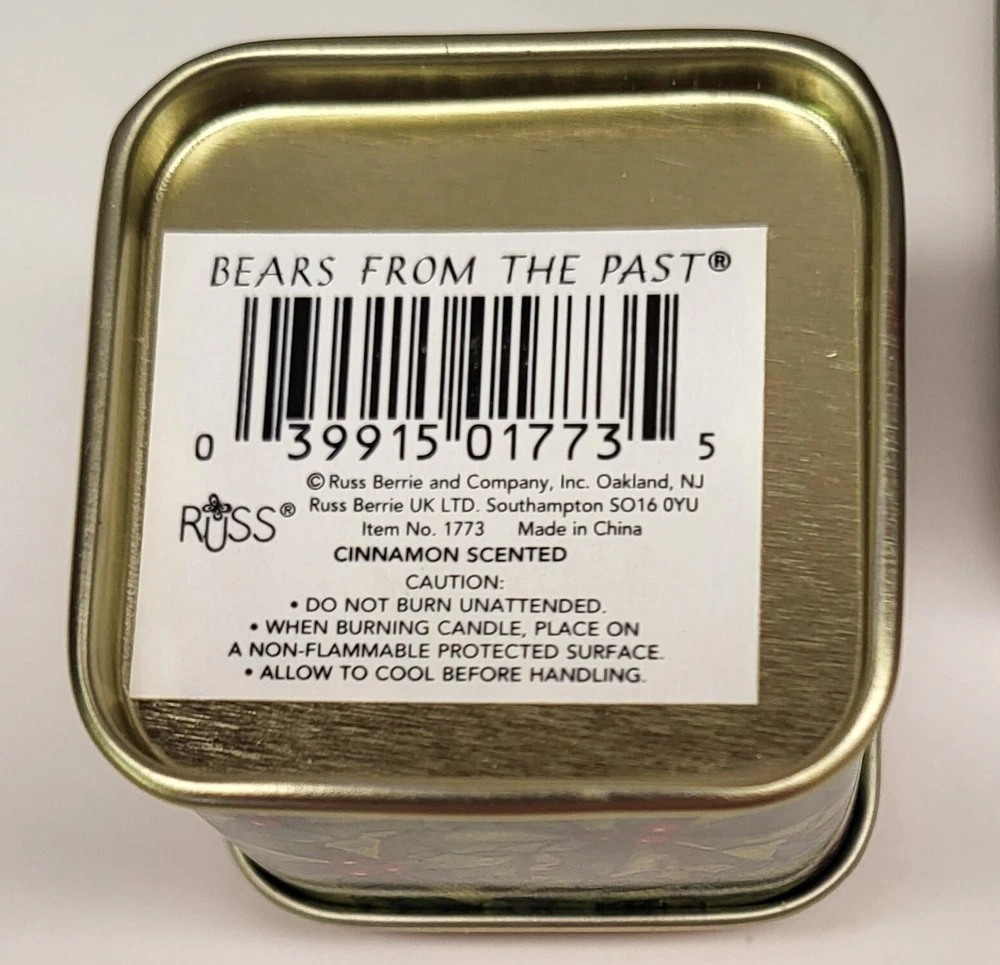 BEARS FROM THE PAST®
0 39915 01773 5
© Russ Berrie and Company, Inc. Oakland, NJ
RUSS® Russ Berrie UK LTD. Southampton SO16 0YU
Item No. 1773 Made in China
CINNAMON SCENTED
CAUTION:
• DO NOT BURN UNATTENDED.
• WHEN BURNING CANDLE, PLACE ON
A NON-FLAMMABLE PROTECTED SURFACE.
• ALLOW TO COOL BEFORE HANDLING.